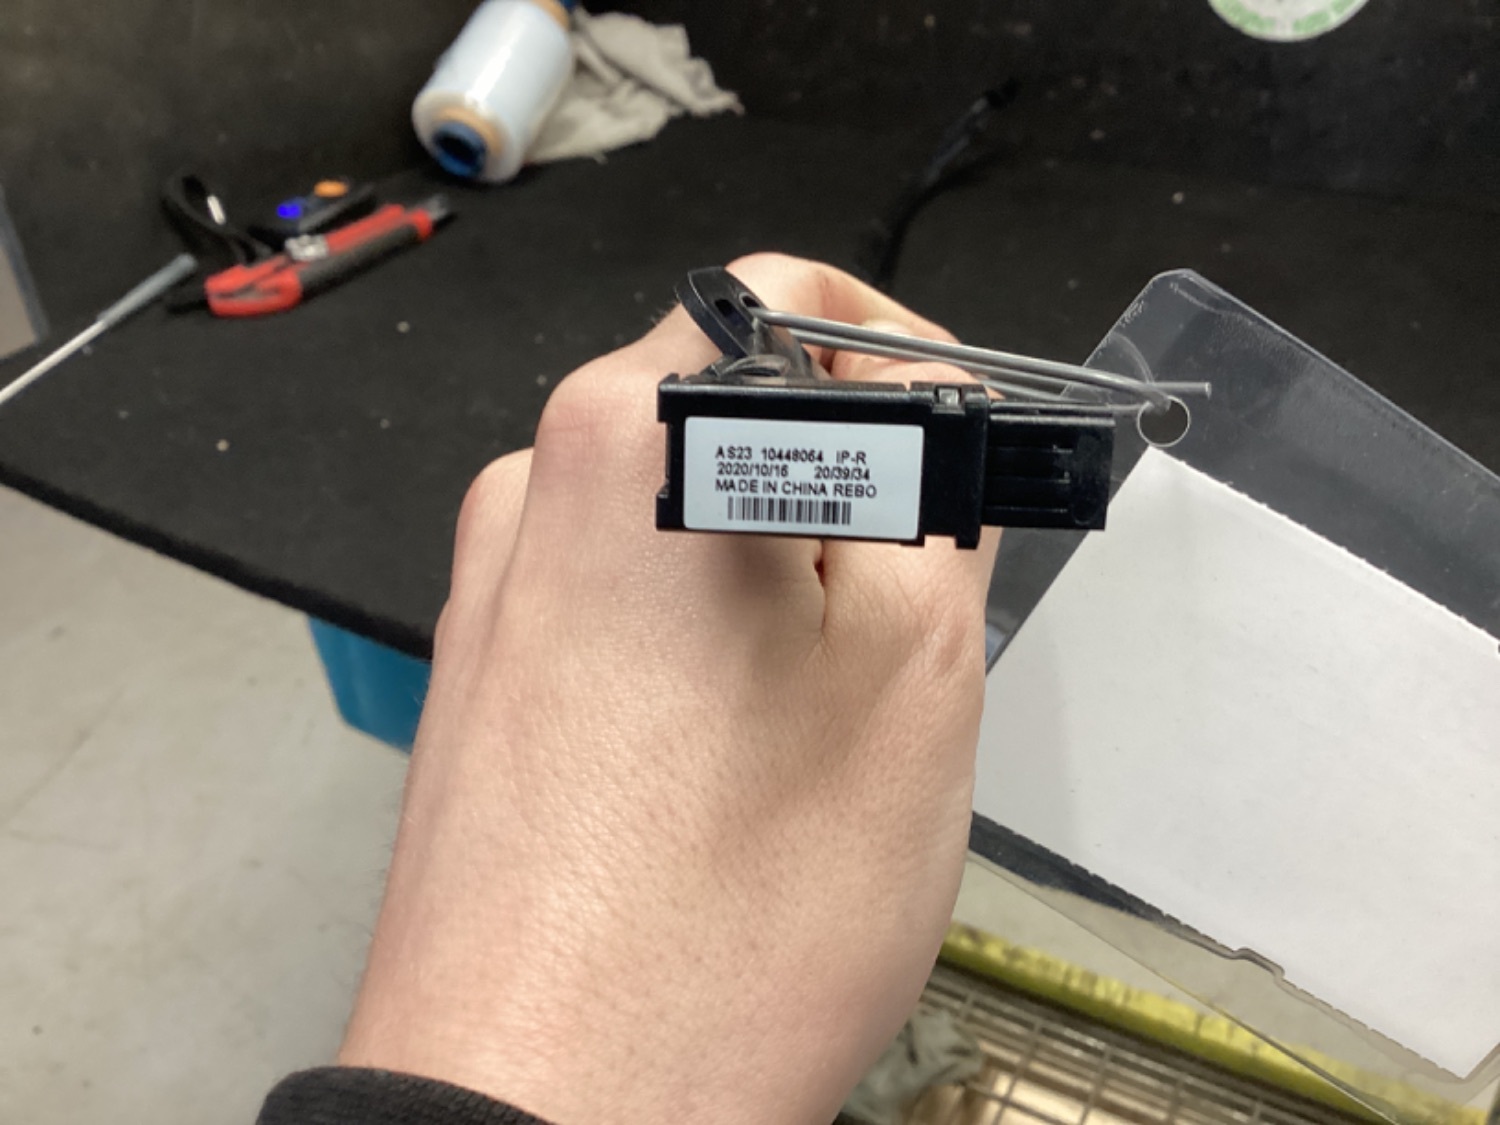 AS23 10448064 IP-R
2020/10/16 20/39/34
MADE IN CHINA REBO